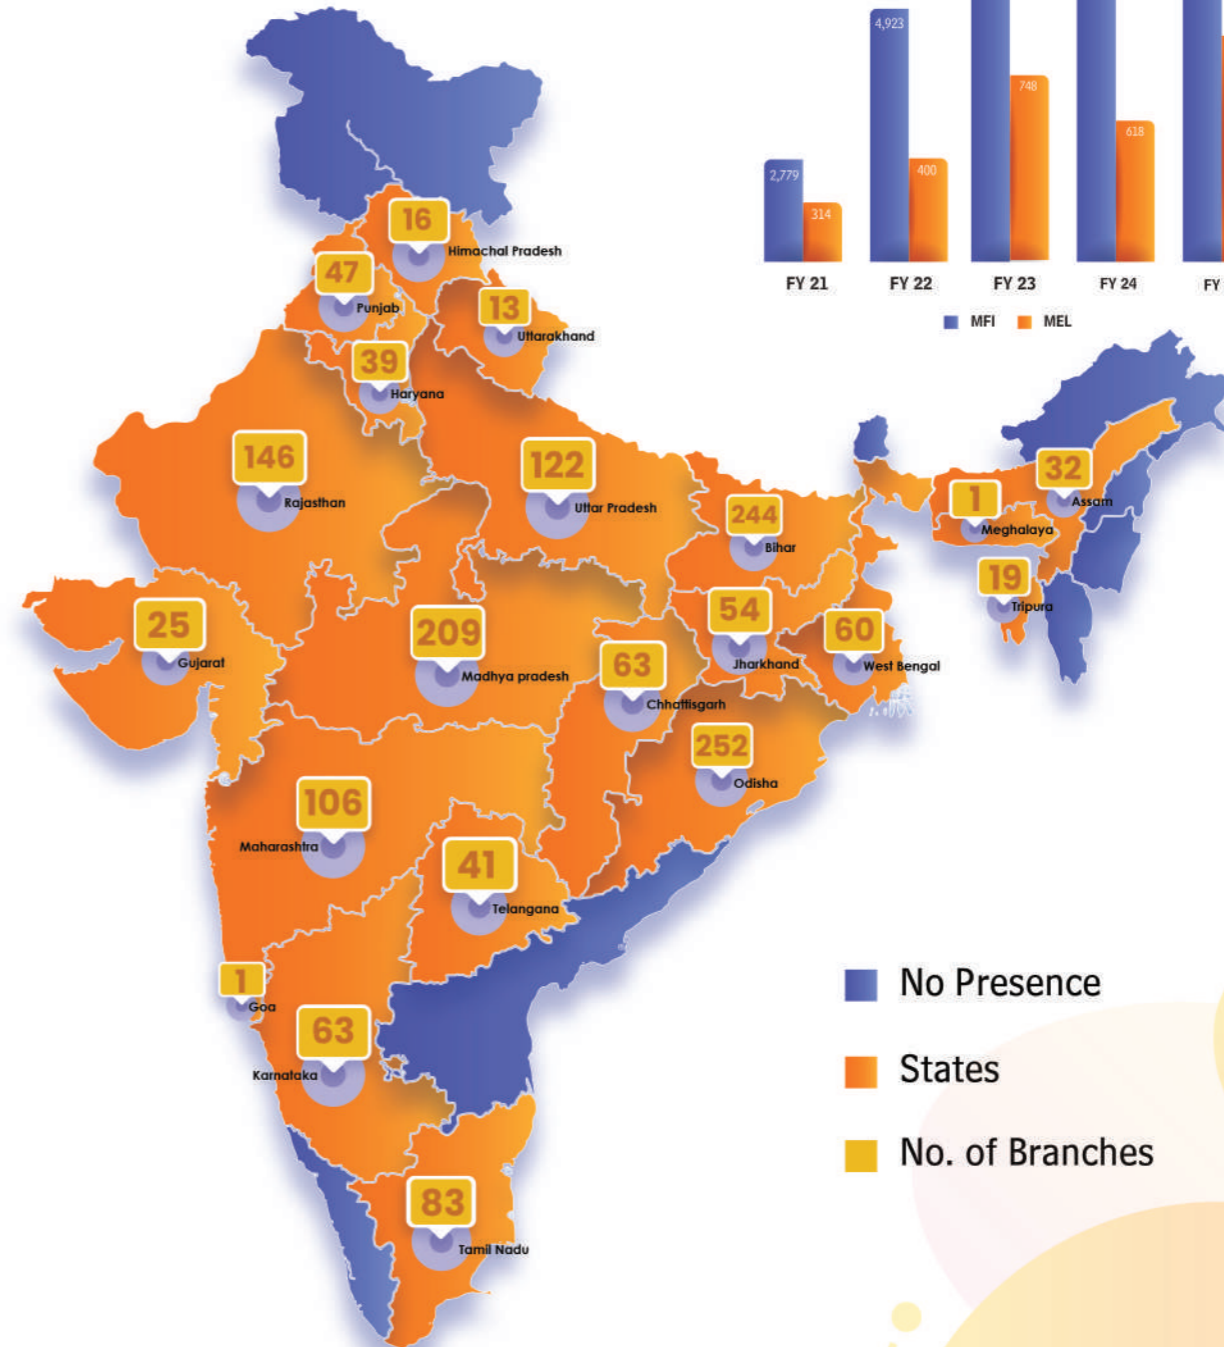 4,923
748
618
2,779
400
314
FY 21
FY 22
FY 23
FY 24
FY
MFI
MEL
16
Himachal Pradesh
47
Punjab
13
Uttarakhand
39
Haryana
146
Rajasthan
122
Uttar Pradesh
244
Bihar
32
Assam
1
Meghalaya
19
Tripura
25
Gujarat
209
Madhya pradesh
54
Jharkhand
60
West Bengal
63
Chhattisgarh
252
Odisha
106
Maharashtra
41
Telangana
1
Goa
63
Karnataka
83
Tamil Nadu
No Presence
States
No. of Branches